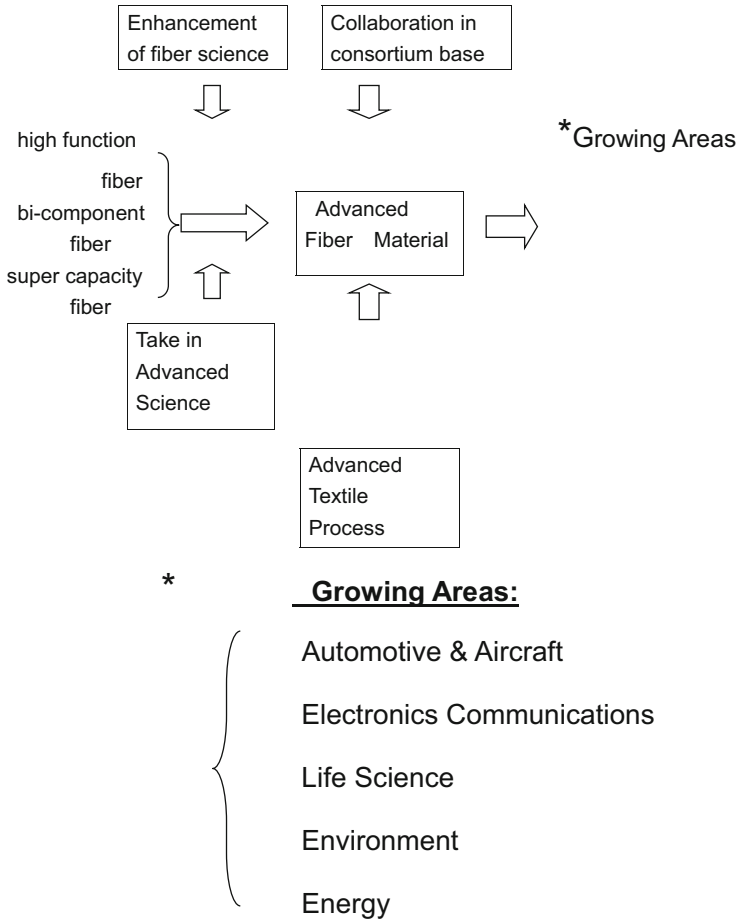 Enhancement
of fiber science
Collaboration in
consortium base
*Growing Areas
high function
fiber
bi-component
fiber
super capacity
fiber
Advanced
Fiber Material
Take in
Advanced
Science
Advanced
Textile
Process
* Growing Areas:
Automotive & Aircraft
Electronics Communications
Life Science
Environment
Energy